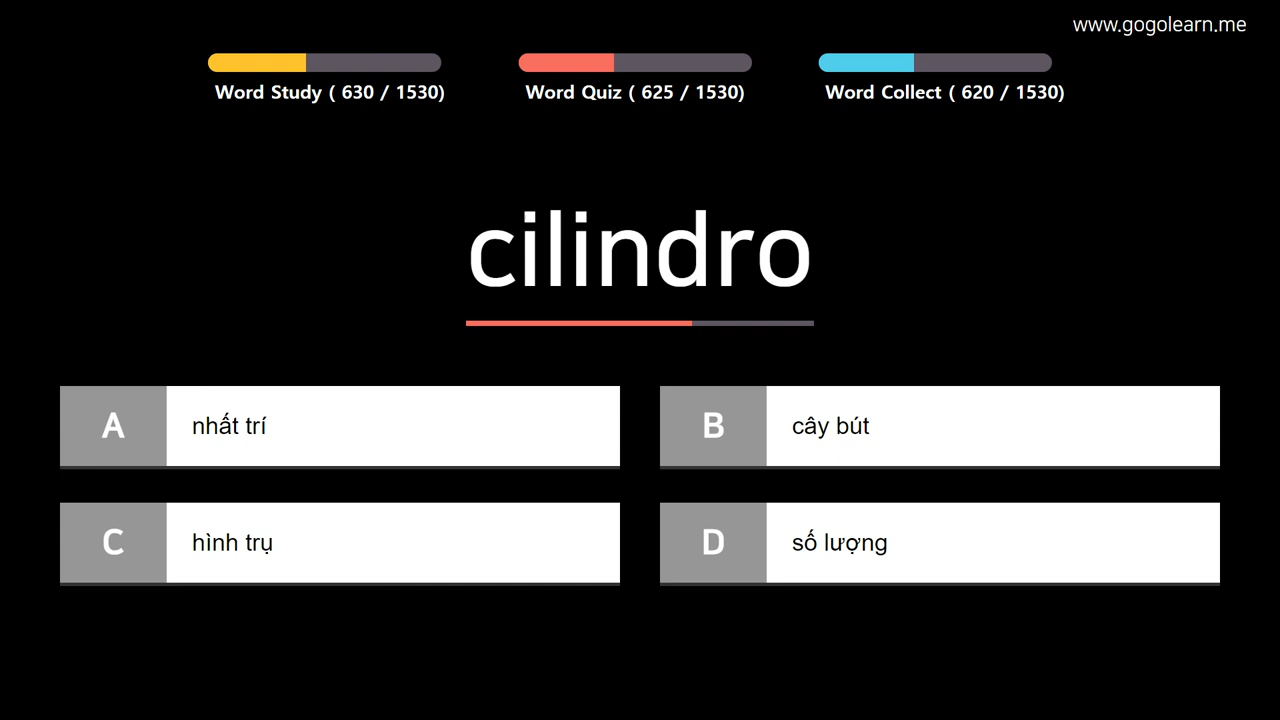 www.gogolearn.me
Word Study ( 630 / 1530)
Word Quiz ( 625 / 1530)
Word Collect ( 620 / 1530)
cilindro
A nhất trí
B cây bút
C hình trụ
D số lượng